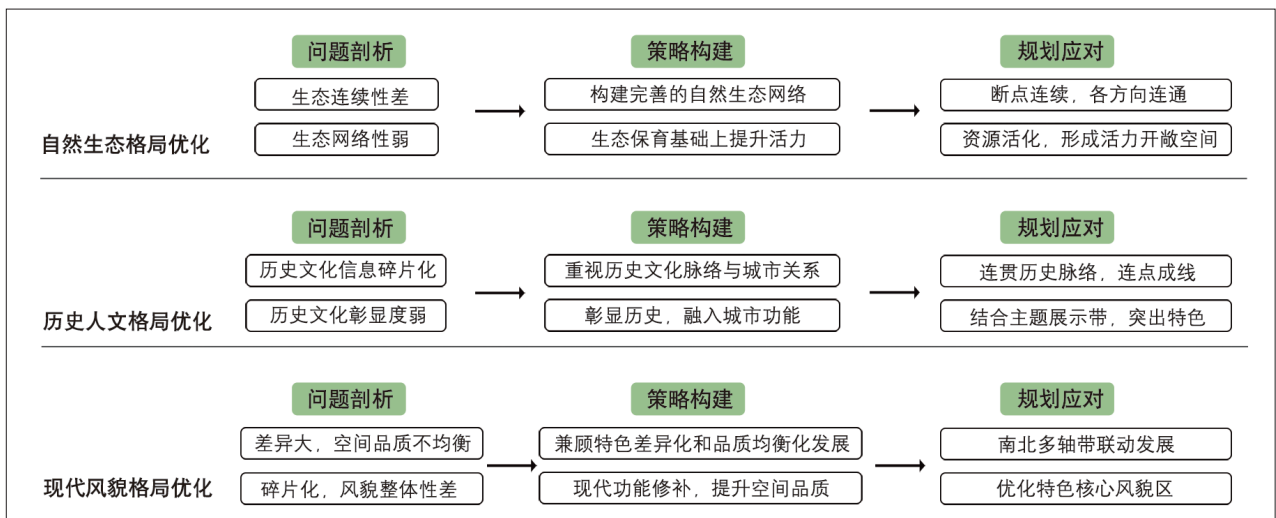 问题剖析 策略构建 规划应对
生态连续性差 构建完善的自然生态网络 断点连续，各方向连通
自然生态格局优化 生态网络性弱 生态保育基础上提升活力 资源活化，形成活力开敞空间
问题剖析 策略构建 规划应对
历史文化信息碎片化 重视历史文化脉络与城市关系 连贯历史脉络，连点成线
历史人文格局优化 历史文化彰显度弱 彰显历史，融入城市功能 结合主题展示带，突出特色
问题剖析 策略构建 规划应对
差异大，空间品质不均衡 兼顾特色差异化和品质均衡化发展 南北多轴带联动发展
现代风貌格局优化 碎片化，风貌整体性差 现代功能修补，提升空间品质 优化特色核心风貌区